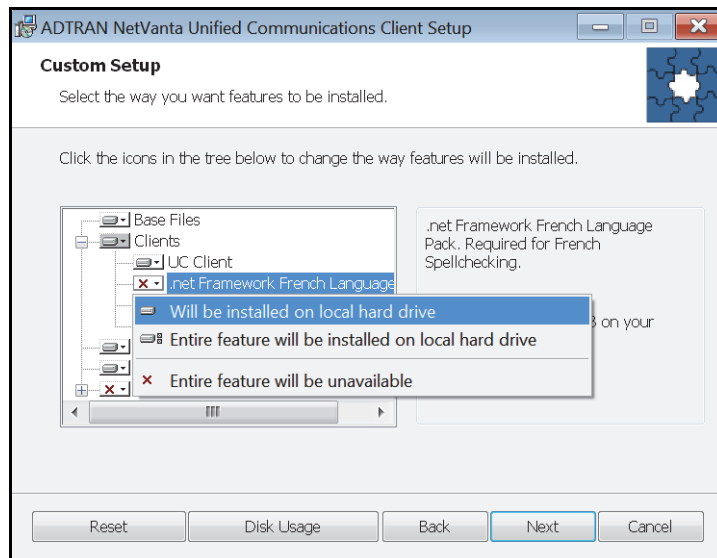 ADTRAN NetVanta Unified Communications Client Setup
Custom Setup
Select the way you want features to be installed.
Click the icons in the tree below to change the way features will be installed.
Base Files
Clients
UC Client
.net Framework French Language
Will be installed on local hard drive
Entire feature will be installed on local hard drive
Entire feature will be unavailable
.net Framework French Language
Pack. Required for French
Spellchecking.
on your
Reset
Disk Usage
Back
Next
Cancel